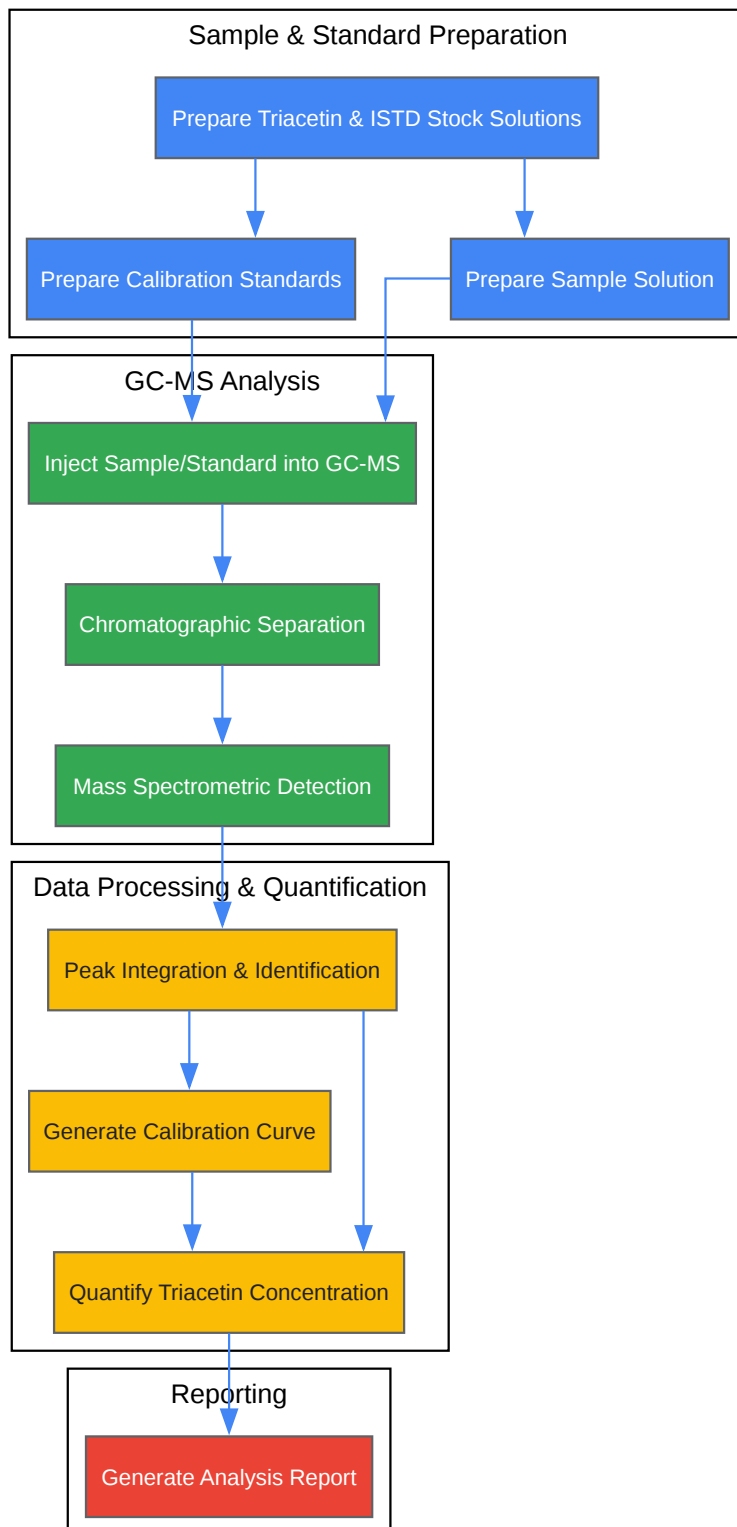 Sample & Standard Preparation
Prepare Triacetin & ISTD Stock Solutions
Prepare Calibration Standards
Prepare Sample Solution
GC-MS Analysis
Inject Sample/Standard into GC-MS
Chromatographic Separation
Mass Spectrometric Detection
Data Processing & Quantification
Peak Integration & Identification
Generate Calibration Curve
Quantify Triacetin Concentration
Reporting
Generate Analysis Report